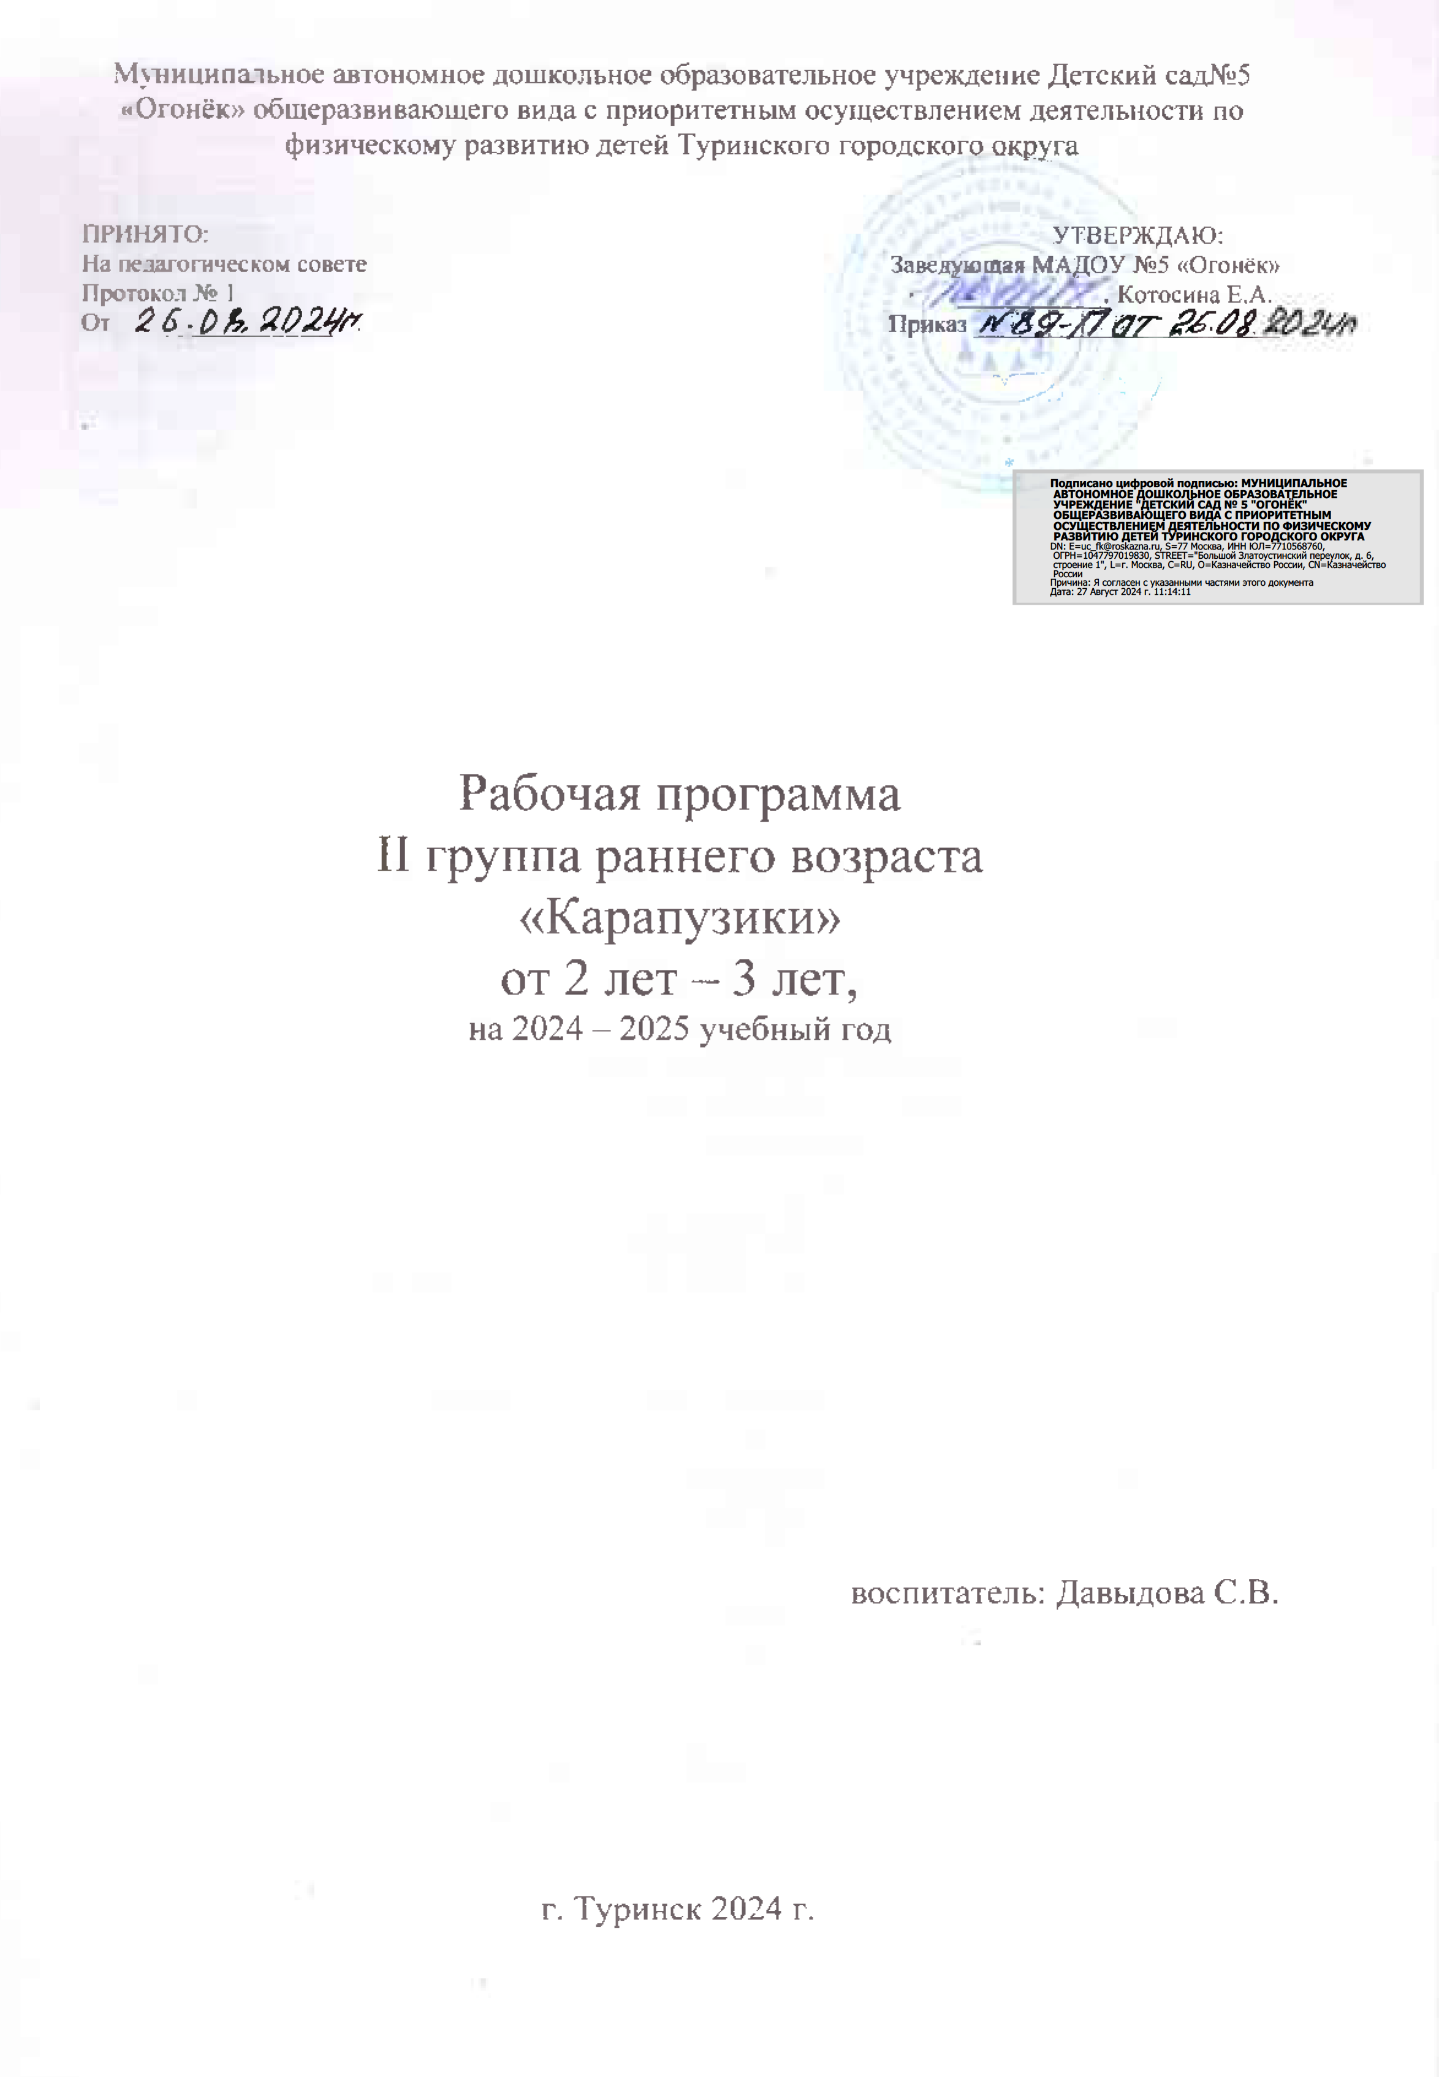 Муниципальное автономное дошкольное образовательное учреждение Детский сад№5
«Огонёк» общеразвивающего вида с приоритетным осуществлением деятельности по
физическому развитию детей Туринского городского округа
ПРИНЯТО:
На педагогическом совете
Протокол № 1
От 26.08.2024г.
УТВЕРЖДАЮ:
Заведующая МАДОУ №5 «Огонёк»
Котосина Е.А.
Приказ №89-П от 26.08.2024г
Подписано цифровой подписью: МУНИЦИПАЛЬНОЕ
АВТОНОМНОЕ ДОШКОЛЬНОЕ ОБРАЗОВАТЕЛЬНОЕ
УЧРЕЖДЕНИЕ "ДЕТСКИЙ САД № 5 "ОГОНЁК"
ОБЩЕРАЗВИВАЮЩЕГО ВИДА С ПРИОРИТЕТНЫМ
ОСУЩЕСТВЛЕНИЕМ ДЕЯТЕЛЬНОСТИ ПО ФИЗИЧЕСКОМУ
РАЗВИТИЮ ДЕТЕЙ ТУРИНСКОГО ГОРОДСКОГО ОКРУГА
DN: E=uc_fk@roskazna.ru, S=77 Москва, ИНН ЮЛ=7710568760,
ОГРН=1047797019830, STREET="Большой Златоустинский переулок, д. 6,
строение 1", L=г. Москва, C=RU, O=Казначейство России, CN=Казначейство
России
Причина: Я согласен с указанными частями этого документа
Дата: 27 Август 2024 г. 11:14:11
Рабочая программа
II группа раннего возраста
«Карапузики»
от 2 лет – 3 лет,
на 2024 – 2025 учебный год
воспитатель: Давыдова С.В.
г. Туринск 2024 г.